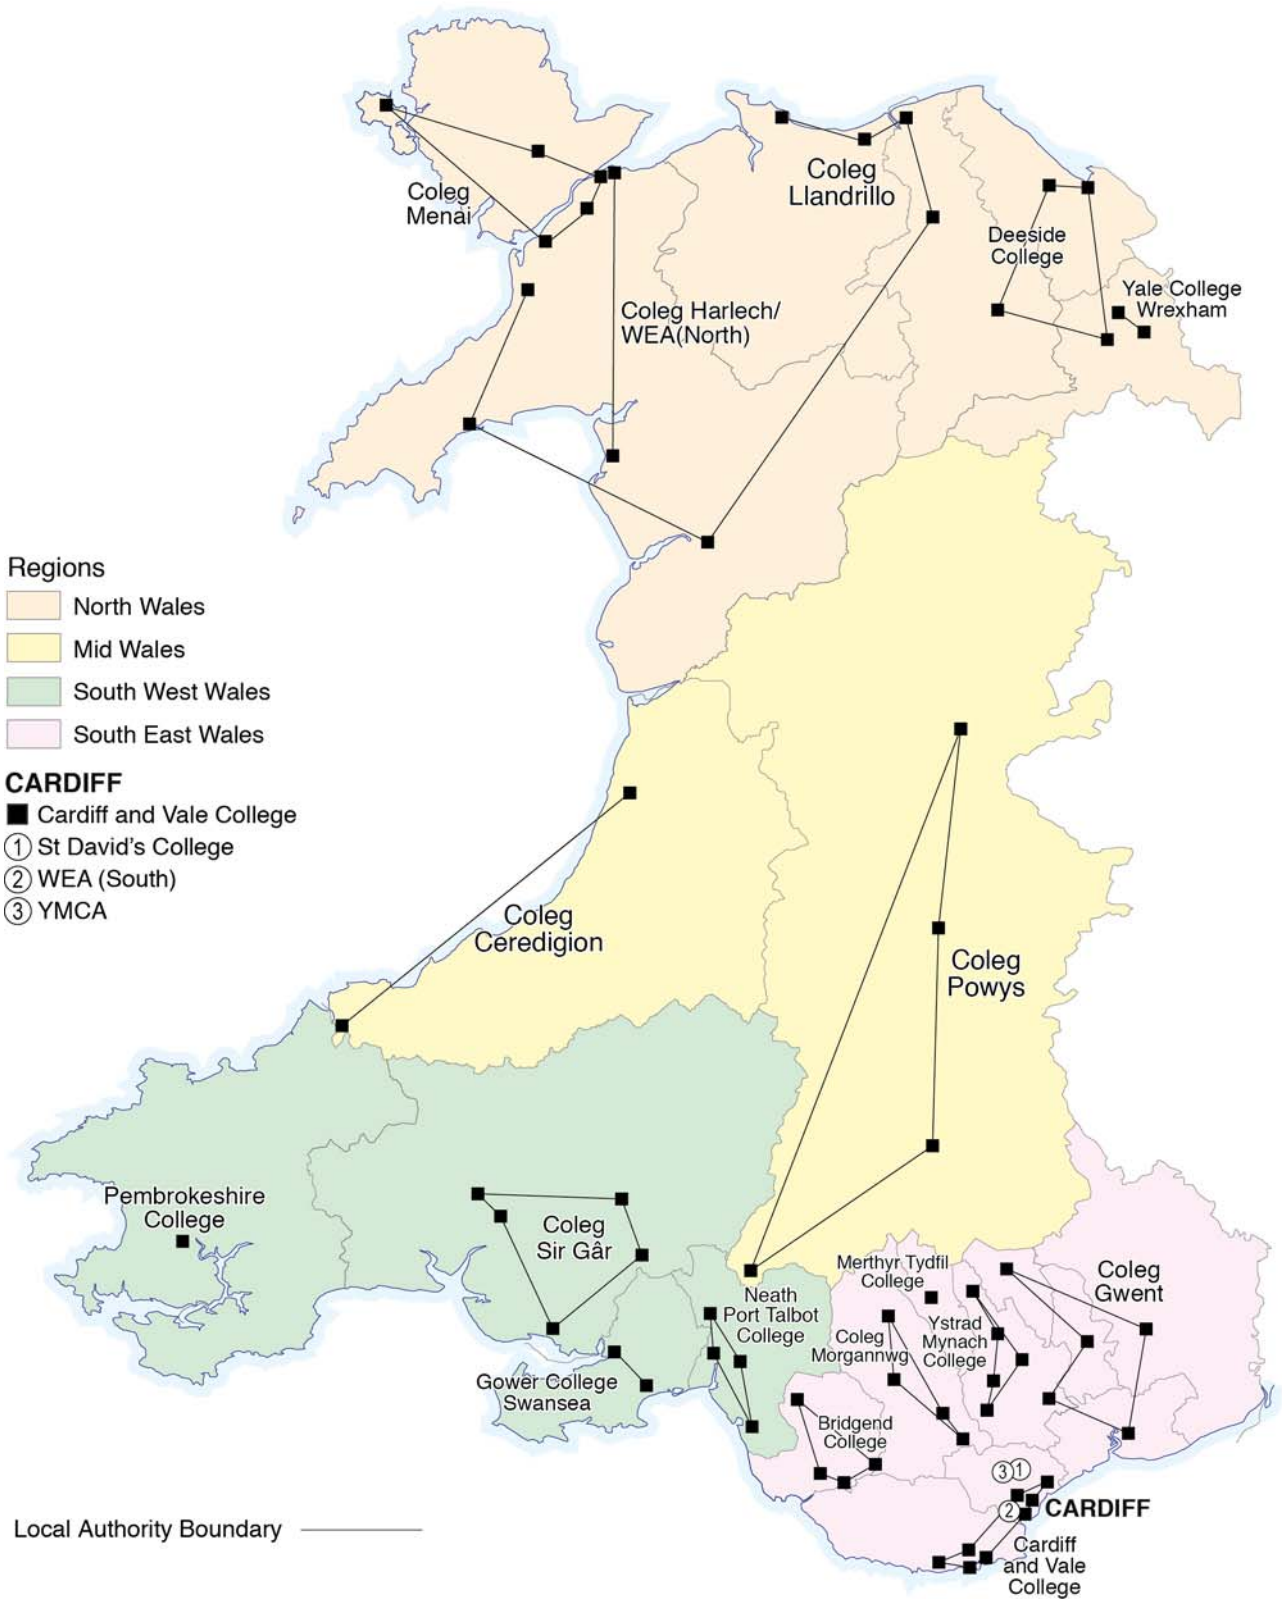 Coleg
Menai
Coleg
Llandrillo
Deeside
College
Yale College
Wrexham
Coleg Harlech/
WEA(North)
Regions
North Wales
Mid Wales
South West Wales
South East Wales
CARDIFF
Cardiff and Vale College
1 St David's College
2 WEA (South)
3 YMCA
Coleg
Ceredigion
Coleg
Powys
Pembrokeshire
College
Coleg
Sir Gâr
Merthyr Tydfil
College
Coleg
Gwent
Neath
Port Talbot
College
Ystrad
Mynach
College
Coleg
Morgannwg
Gower College
Swansea
Bridgend
College
3 1
2
CARDIFF
Cardiff
and Vale
College
Local Authority Boundary